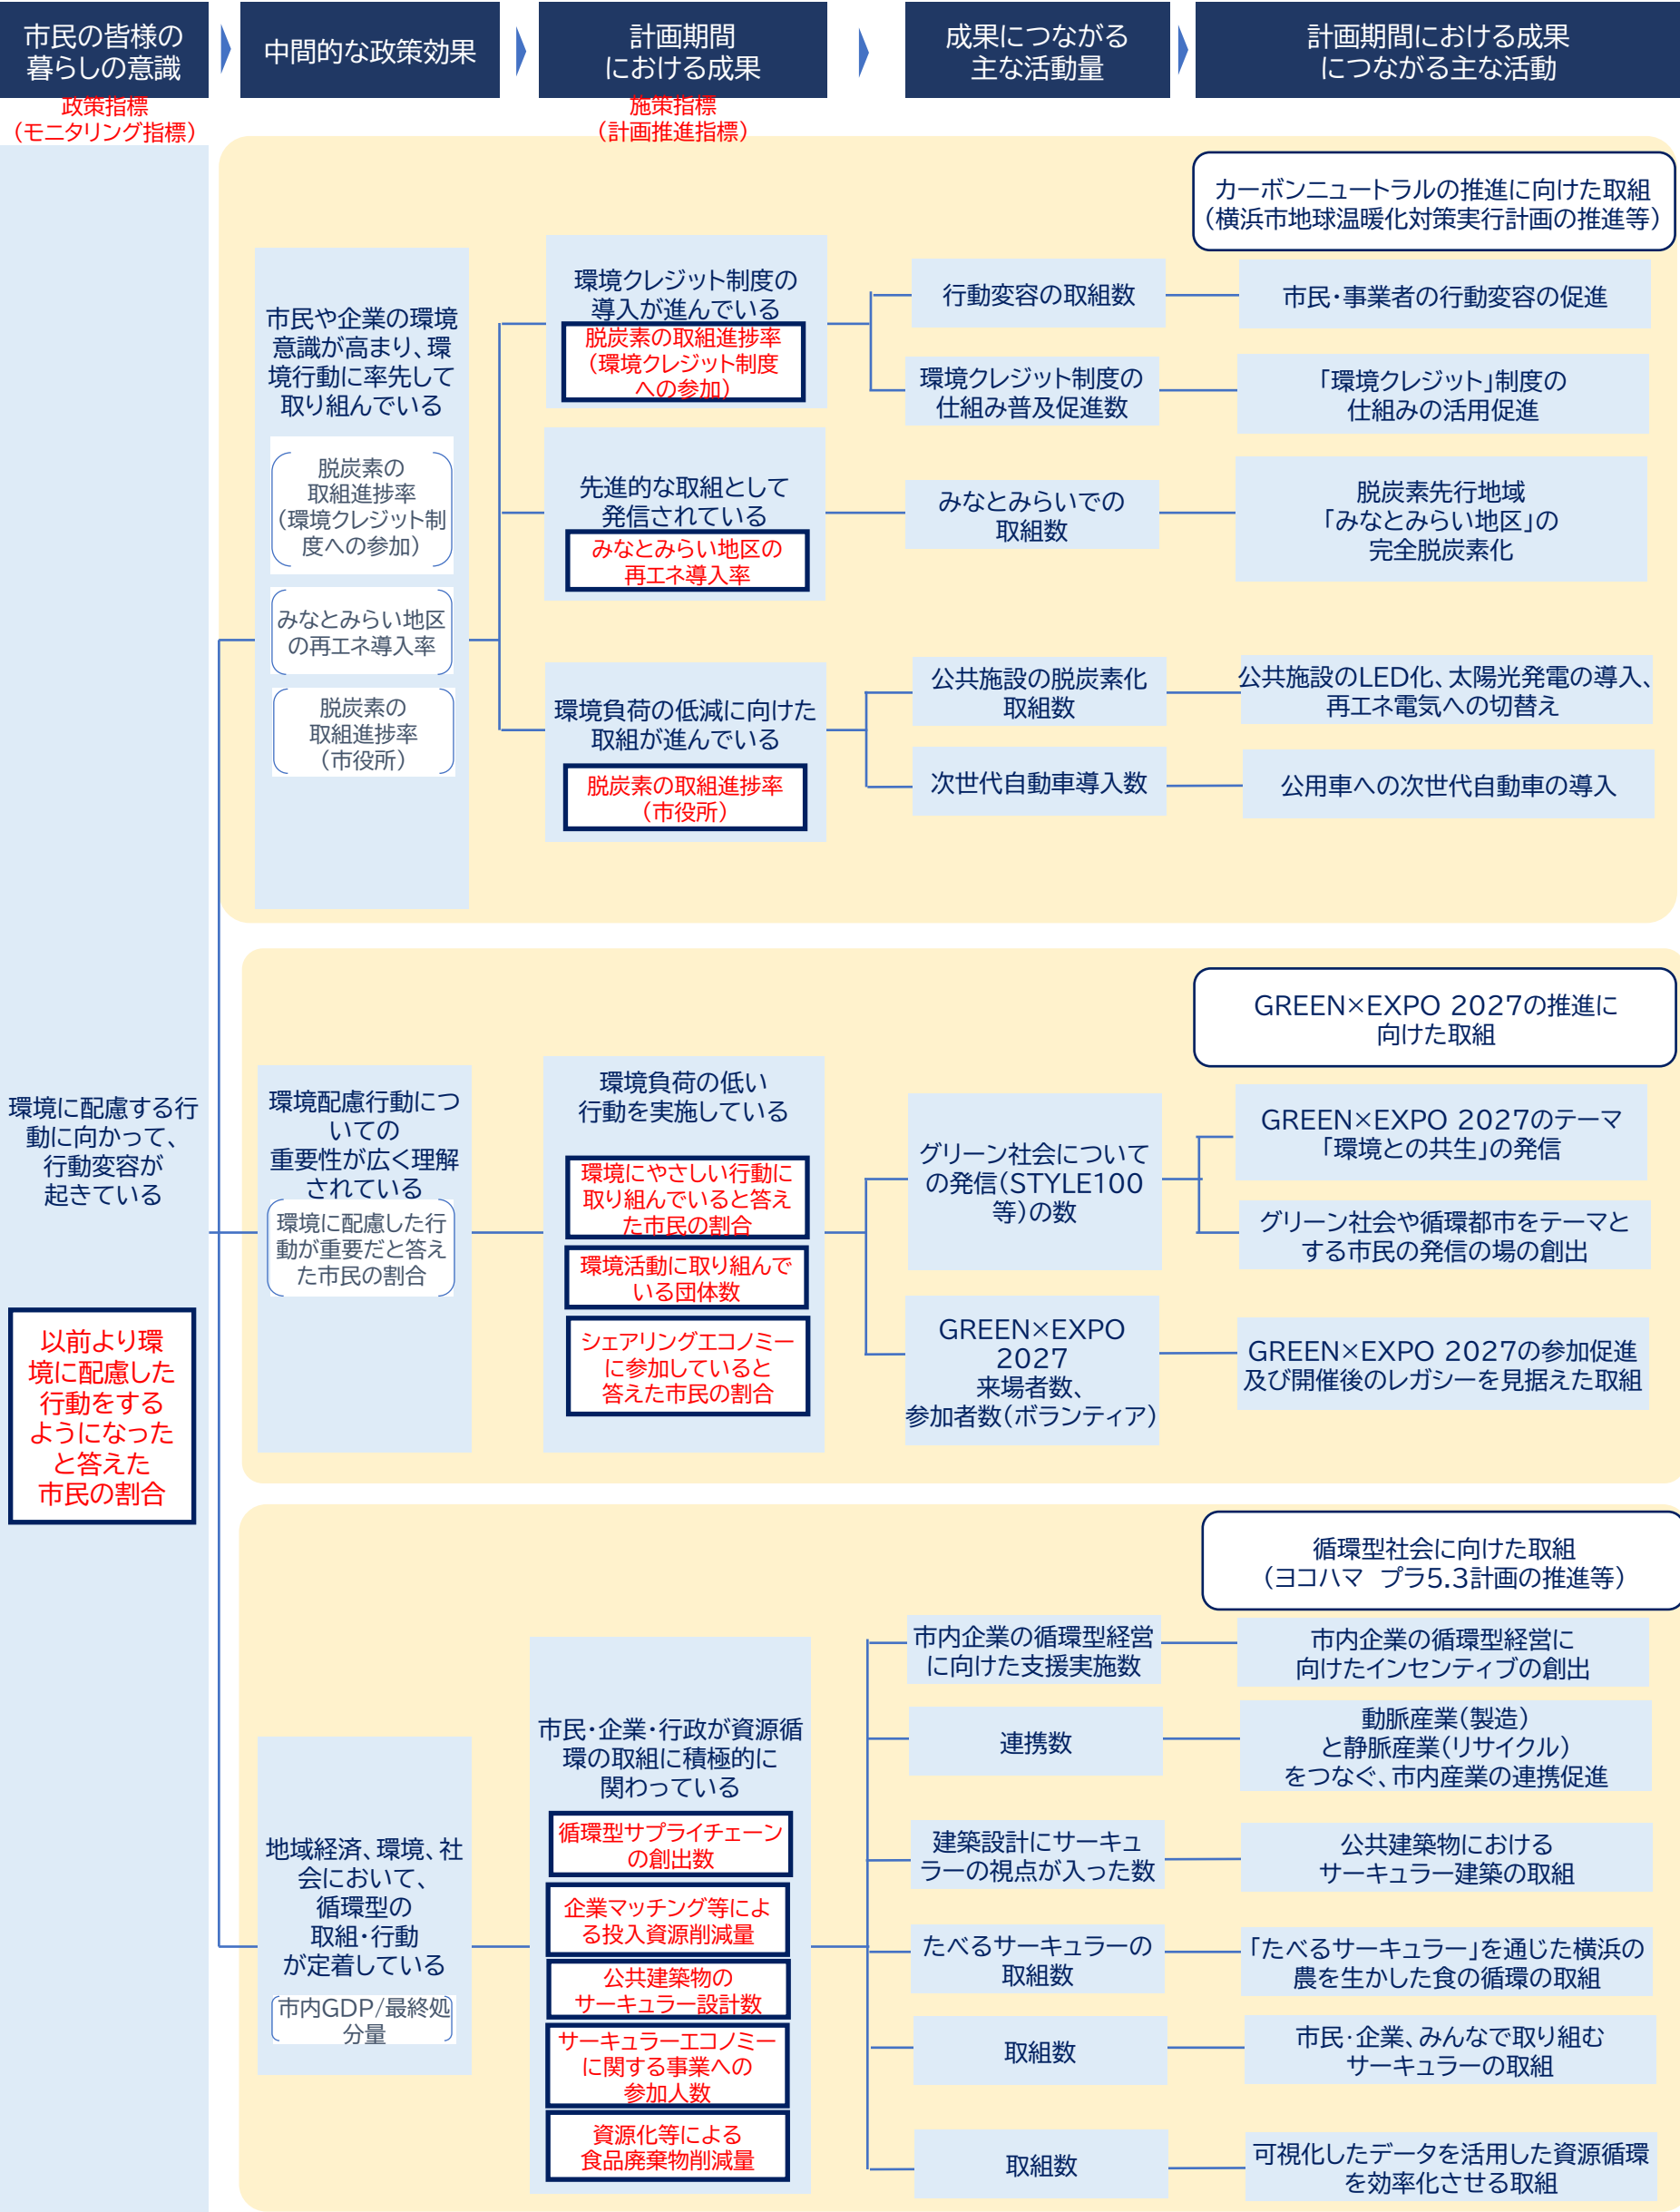 市民の皆様の
暮らしの意識
中間的な政策効果
計画期間
における成果
成果につながる
主な活動量
計画期間における成果
につながる主な活動
政策指標
（モニタリング指標）
施策指標
（計画推進指標）
カーボンニュートラルの推進に向けた取組
（横浜市地球温暖化対策実行計画の推進等）
市民や企業の環境
意識が高まり、環
境行動に率先して
取り組んでいる
脱炭素の
取組進捗率
（環境クレジット制
度への参加）
みなとみらい地区
の再エネ導入率
脱炭素の
取組進捗率
（市役所）
環境クレジット制度の
導入が進んでいる
脱炭素の取組進捗率
（環境クレジット制度
への参加）
先進的な取組として
発信されている
みなとみらい地区の
再エネ導入率
環境負荷の低減に向けた
取組が進んでいる
脱炭素の取組進捗率
（市役所）
行動変容の取組数
環境クレジット制度の
仕組み普及促進数
みなとみらいでの
取組数
公共施設の脱炭素化
取組数
次世代自動車導入数
市民・事業者の行動変容の促進
「環境クレジット」制度の
仕組みの活用促進
脱炭素先行地域
「みなとみらい地区」の
完全脱炭素化
公共施設のLED化、太陽光発電の導入、
再エネ電気への切替え
公用車への次世代自動車の導入
環境に配慮する行
動に向かって、
行動変容が
起きている
以前より環
境に配慮した
行動をする
ようになった
と答えた
市民の割合
GREEN×EXPO 2027の推進に
向けた取組
環境配慮行動につ
いての
重要性が広く理解
されている
環境に配慮した行
動が重要だと答え
た市民の割合
環境負荷の低い
行動を実施している
環境にやさしい行動に
取り組んでいると答え
た市民の割合
環境活動に取り組んで
いる団体数
シェアリングエコノミー
に参加していると
答えた市民の割合
グリーン社会について
の発信（STYLE100
等）の数
GREEN×EXPO
2027
来場者数、
参加者数（ボランティア）
GREEN×EXPO 2027のテーマ
「環境との共生」の発信
グリーン社会や循環都市をテーマと
する市民の発信の場の創出
GREEN×EXPO 2027の参加促進
及び開催後のレガシーを見据えた取組
循環型社会に向けた取組
（ヨコハマ　プラ5.3計画の推進等）
地域経済、環境、社
会において、
循環型の
取組・行動
が定着している
市内GDP/最終処
分量
市民・企業・行政が資源循
環の取組に積極的に
関わっている
循環型サプライチェーン
の創出数
企業マッチング等によ
る投入資源削減量
公共建築物の
サーキュラー設計数
サーキュラーエコノミー
に関する事業への
参加人数
資源化等による
食品廃棄物削減量
市内企業の循環型経営
に向けた支援実施数
連携数
建築設計にサーキュ
ラーの視点が入った数
たべるサーキュラーの
取組数
取組数
取組数
市内企業の循環型経営に
向けたインセンティブの創出
動脈産業（製造）
と静脈産業（リサイクル）
をつなぐ、市内産業の連携促進
公共建築物における
サーキュラー建築の取組
「たべるサーキュラー」を通じた横浜の
農を生かした食の循環の取組
市民・企業、みんなで取り組む
サーキュラーの取組
可視化したデータを活用した資源循環
を効率化させる取組